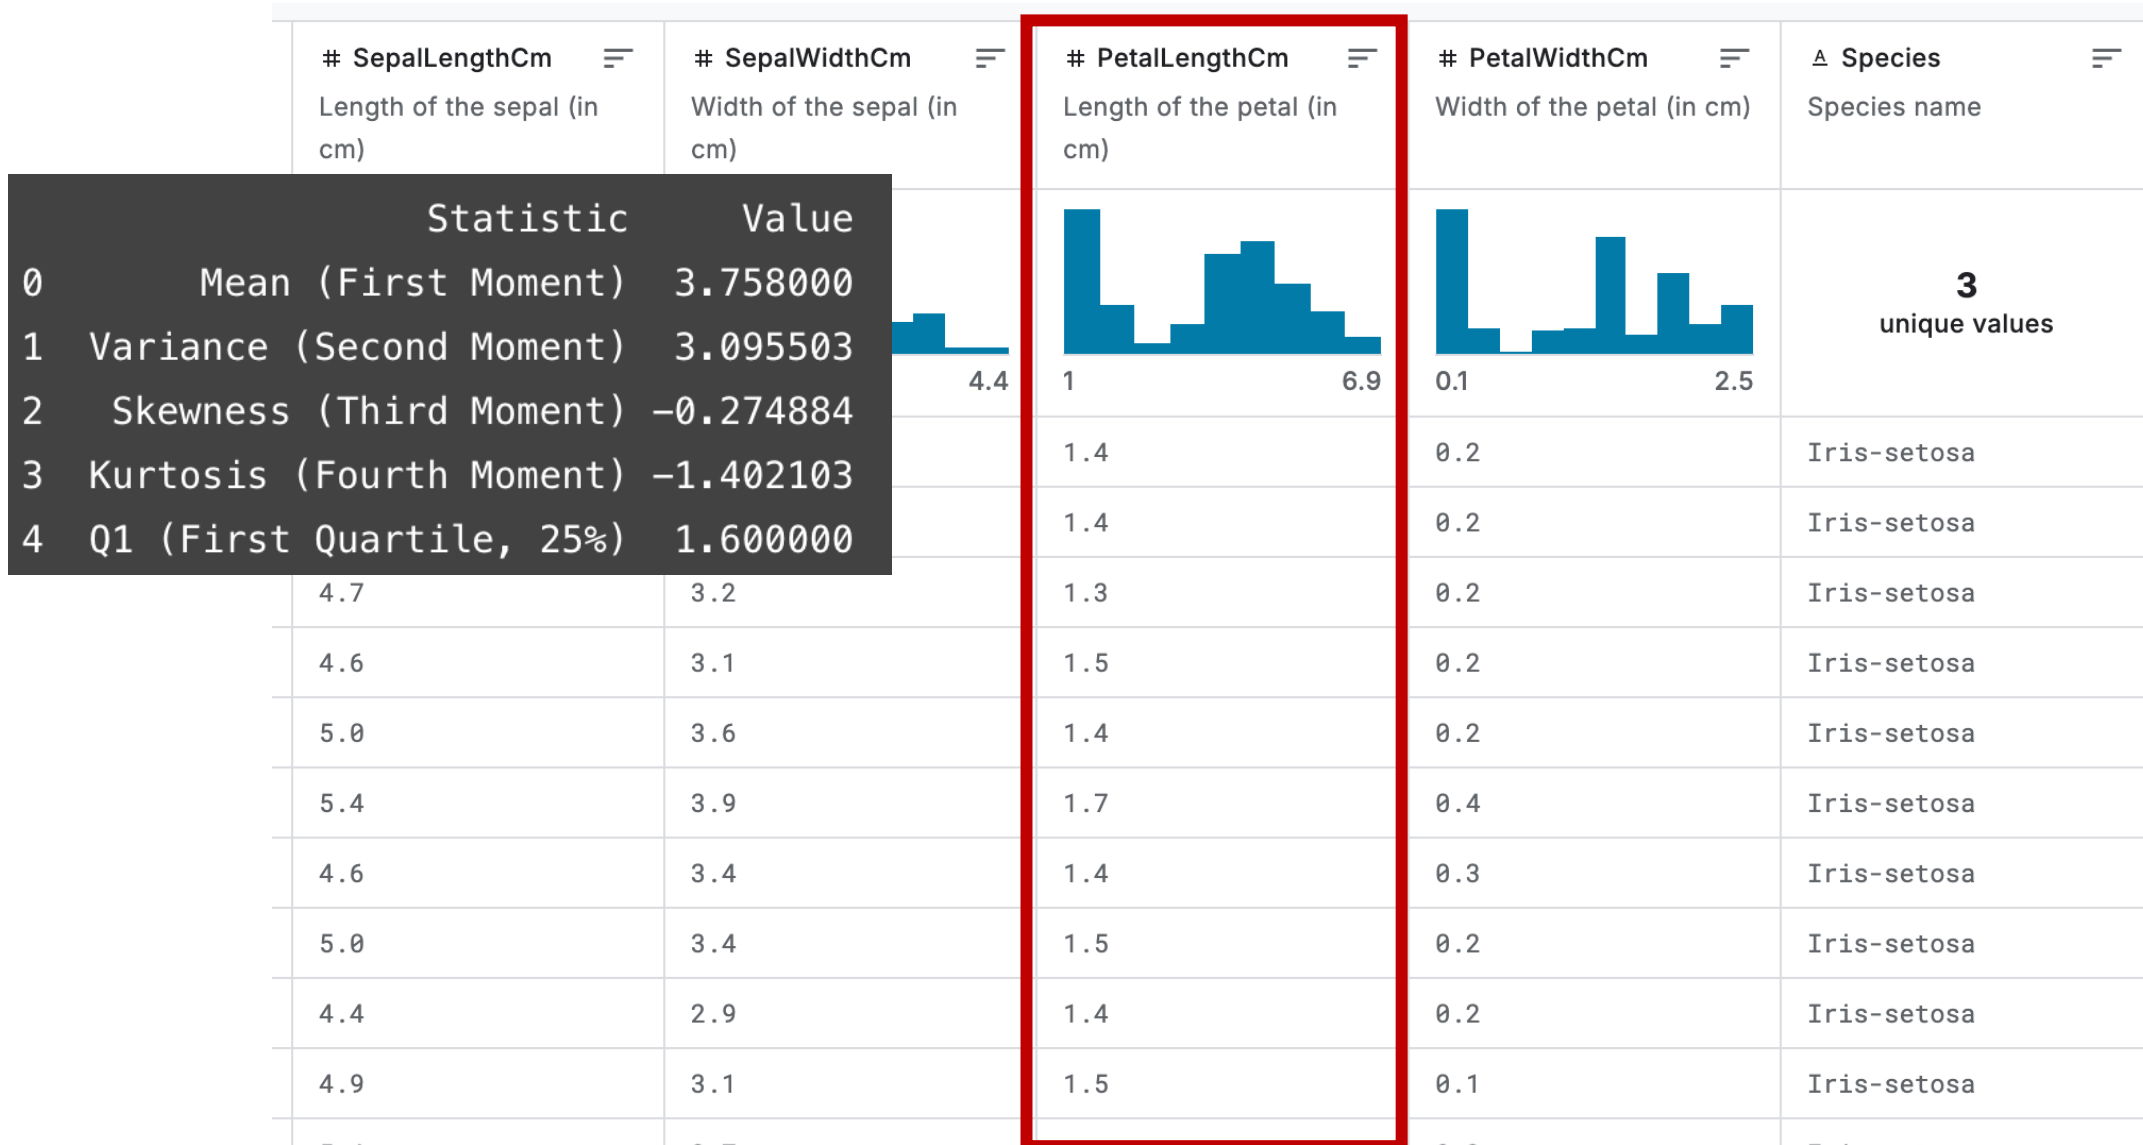 # SepalLengthCm
Length of the sepal (in
cm)
# SepalWidthCm
Width of the sepal (in
cm)
# PetalLengthCm
Length of the petal (in
cm)
# PetalWidthCm
Width of the petal (in cm)
A Species
Species name
Statistic Value
0 Mean (First Moment) 3.758000
1 Variance (Second Moment) 3.095503
2 Skewness (Third Moment) −0.274884
3 Kurtosis (Fourth Moment) −1.402103
4 Q1 (First Quartile, 25%) 1.600000
4.4
1 6.9
0.1 2.5
3
unique values
1.4 0.2 Iris-setosa
1.4 0.2 Iris-setosa
4.7 3.2 1.3 0.2 Iris-setosa
4.6 3.1 1.5 0.2 Iris-setosa
5.0 3.6 1.4 0.2 Iris-setosa
5.4 3.9 1.7 0.4 Iris-setosa
4.6 3.4 1.4 0.3 Iris-setosa
5.0 3.4 1.5 0.2 Iris-setosa
4.4 2.9 1.4 0.2 Iris-setosa
4.9 3.1 1.5 0.1 Iris-setosa